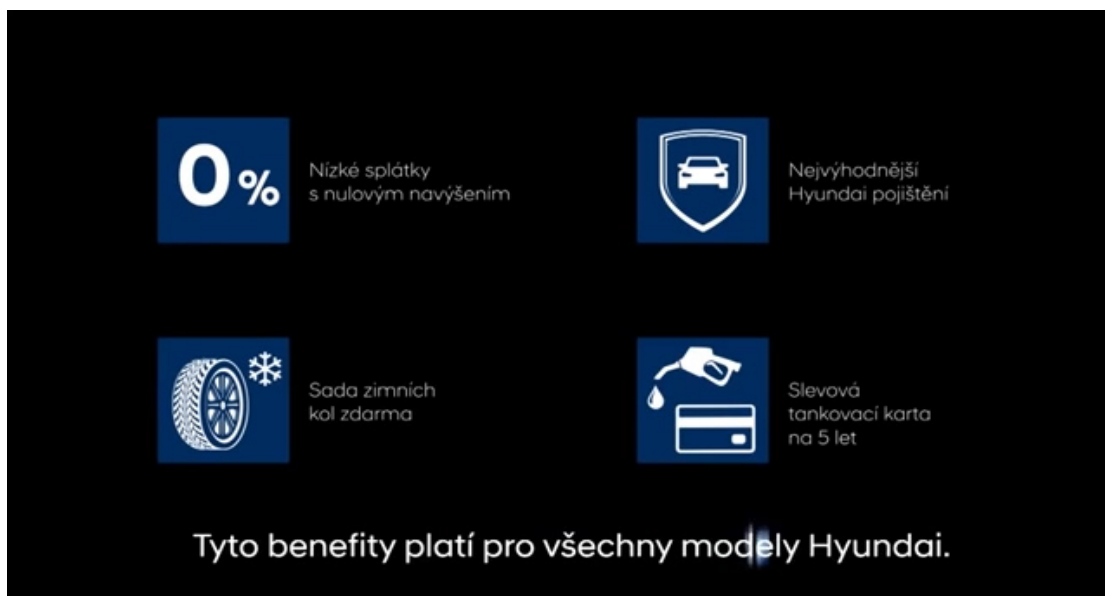 0%
Nízké splátky
s nulovým navýšením
Nejvýhodnější
Hyundai pojištění
Sada zimních
kol zdarma
Slevová
tankovací karta
na 5 let
Tyto benefity platí pro všechny modely Hyundai.